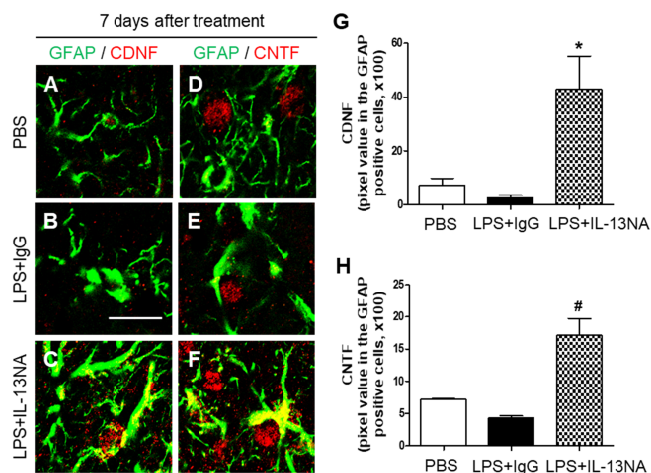 7 days after treatment
GFAP / CDNF
GFAP / CNTF
PBS
LPS+IgG
LPS+IL-13NA
A
D
B
E
C
F
G
CDNF
(pixel value in the GFAP
positive cells, x100)
60
40
20
0
*
PBS
LPS+IgG
LPS+IL-13NA
H
CNTF
(pixel value in the GFAP
positive cells, x100)
25
20
15
10
5
0
#
PBS
LPS+IgG
LPS+IL-13NA